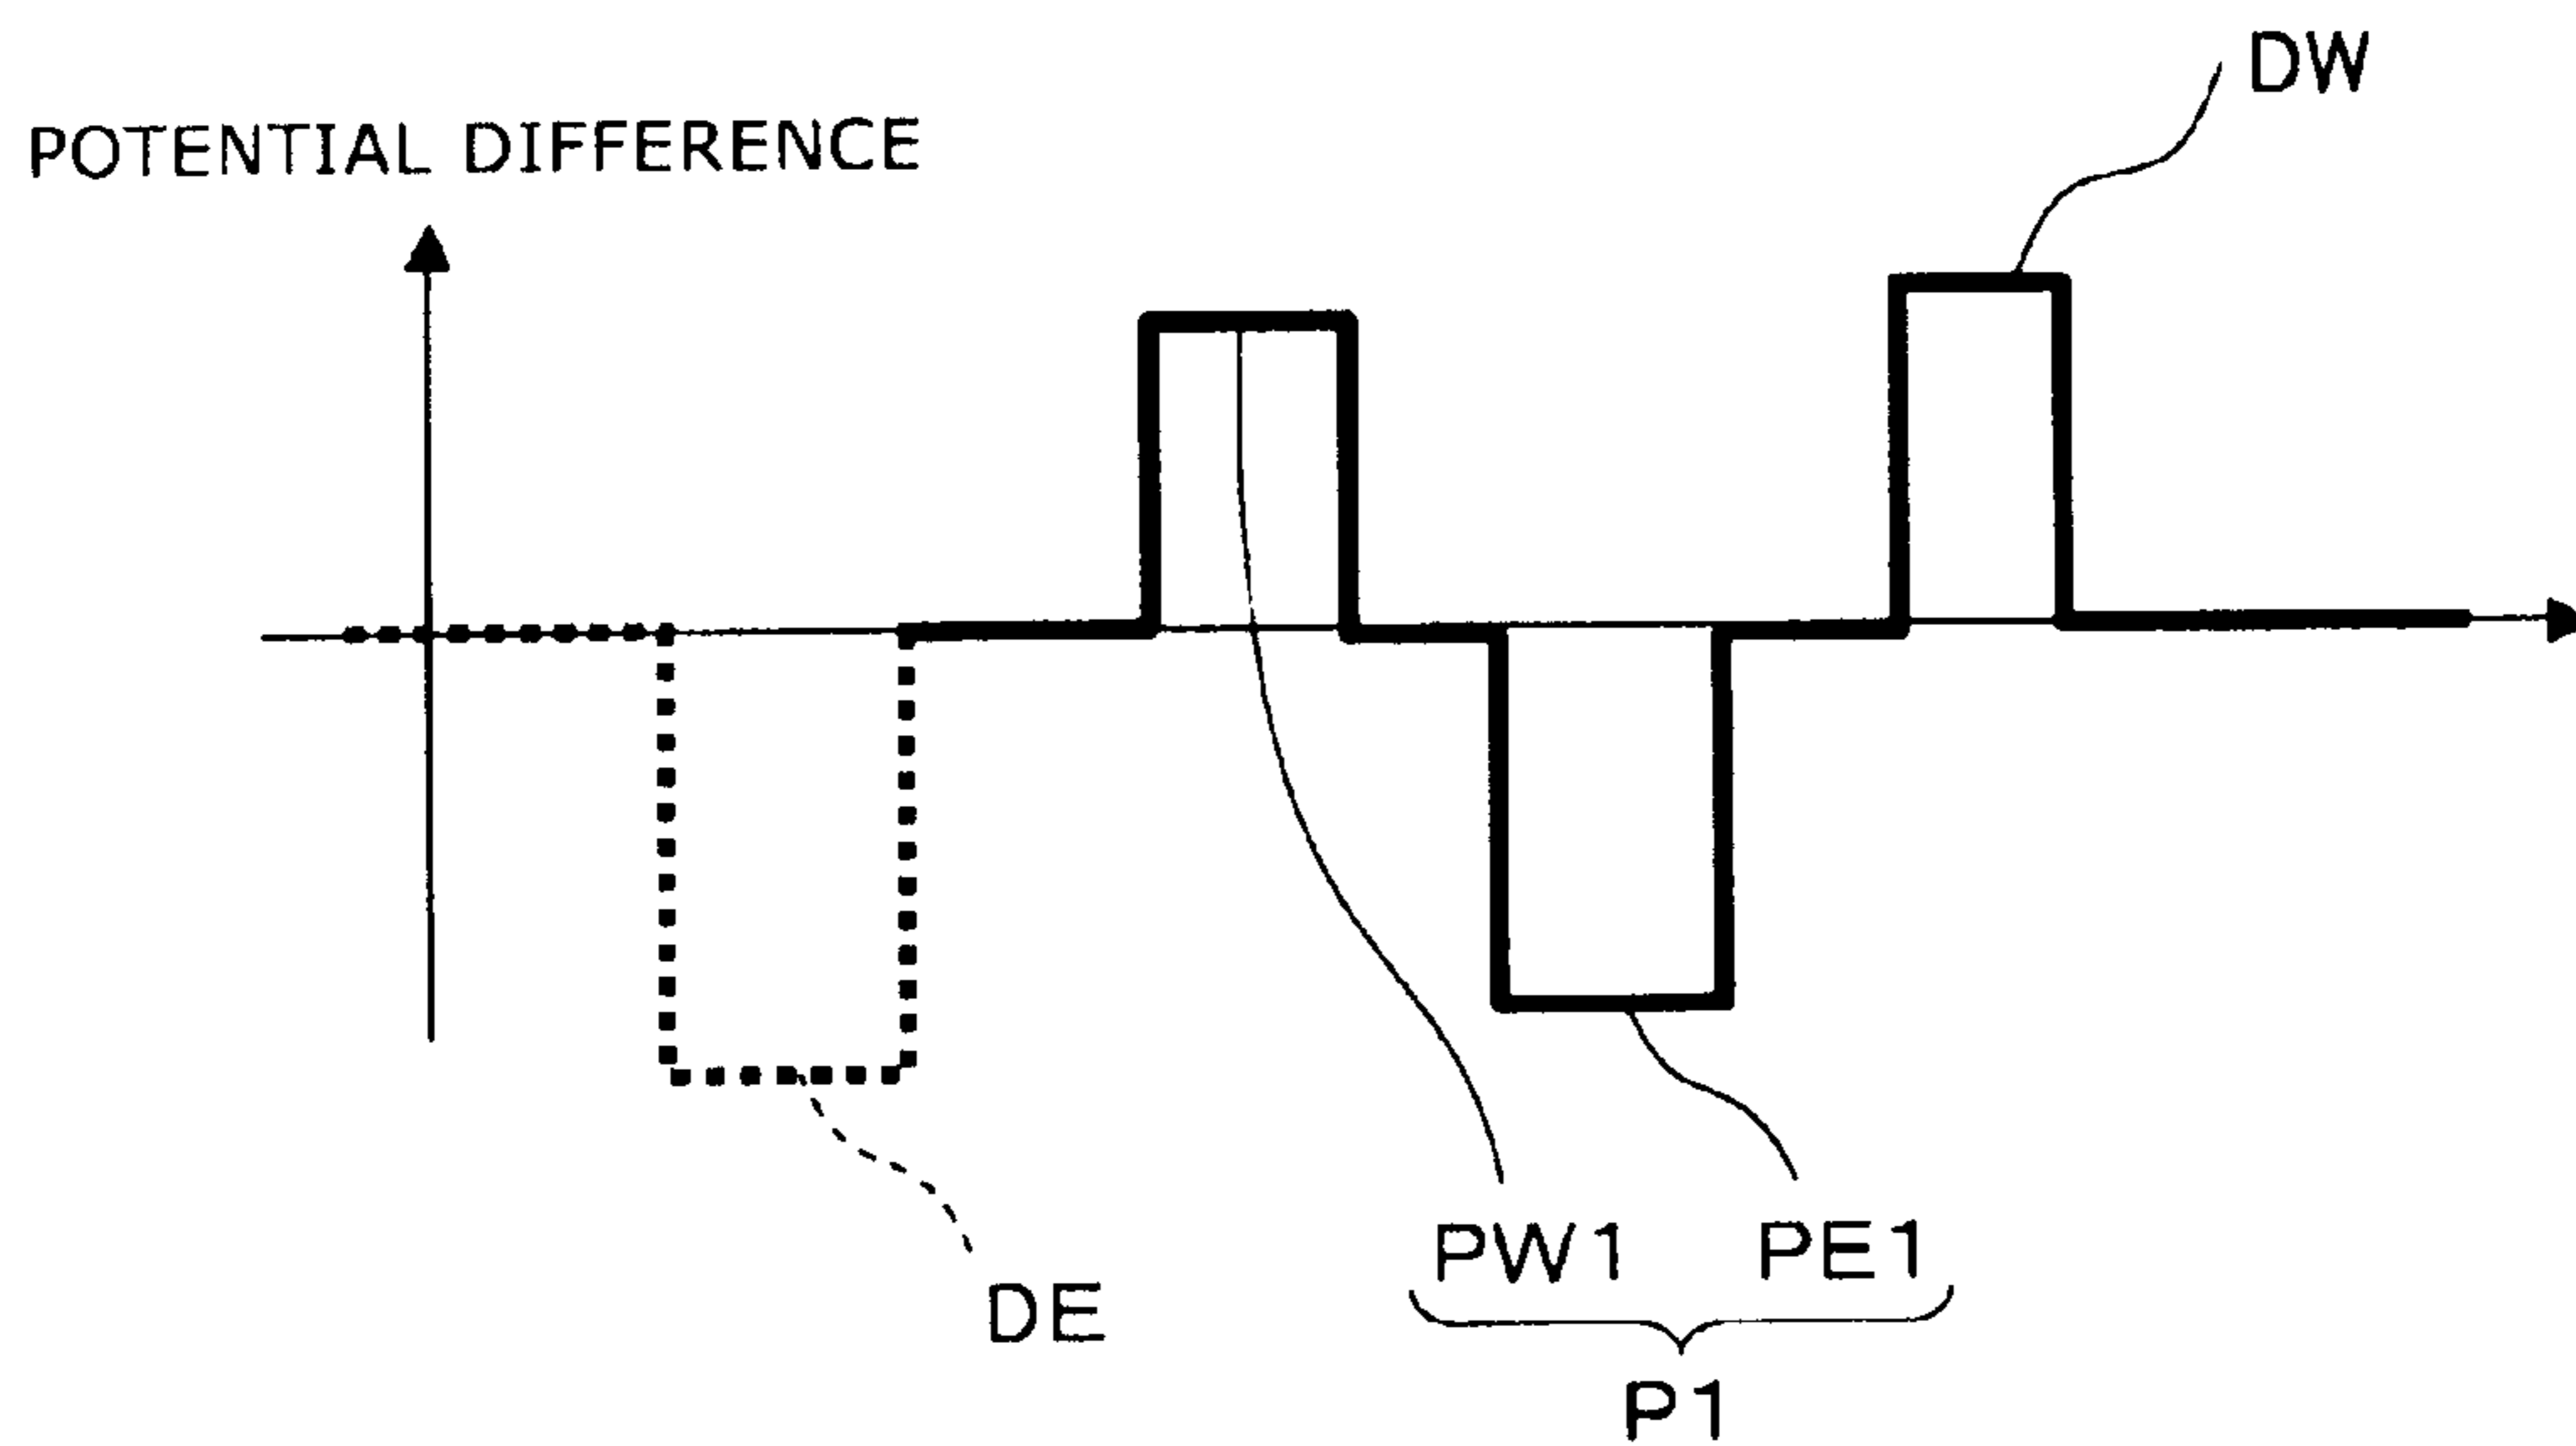 DW
POTENTIAL DIFFERENCE
PW1 PE1
DE
P1